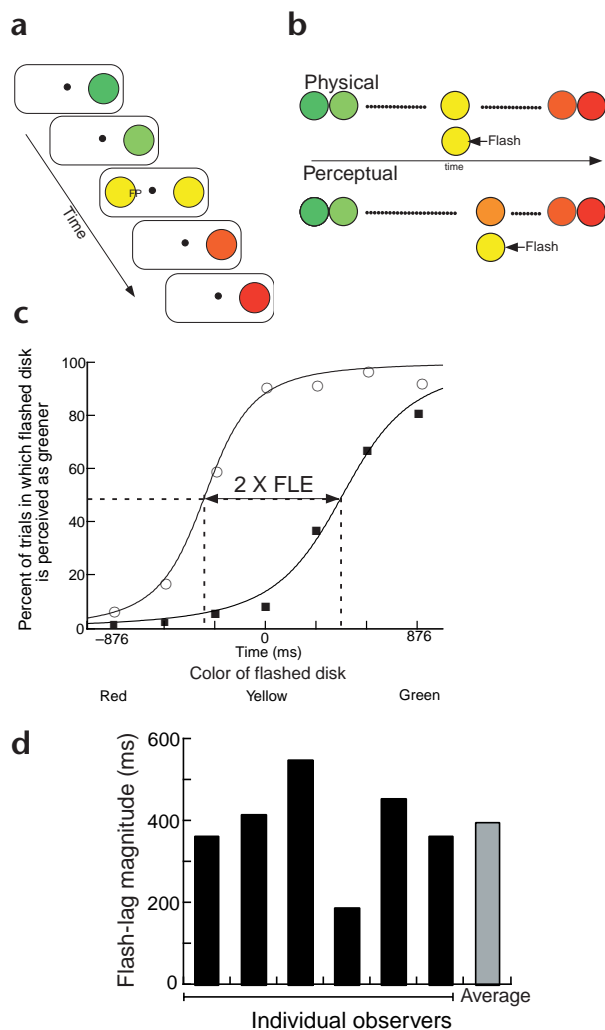 a
FP
Time
b
Physical
Flash
time
Perceptual
Flash
c
Percent of trials in which flashed disk
is perceived as greener
100
80
60
40
20
0
2 X FLE
−876 0 876
Time (ms)
Color of flashed disk
Red Yellow Green
d
Flash-lag magnitude (ms)
600
400
200
0
Average
Individual observers